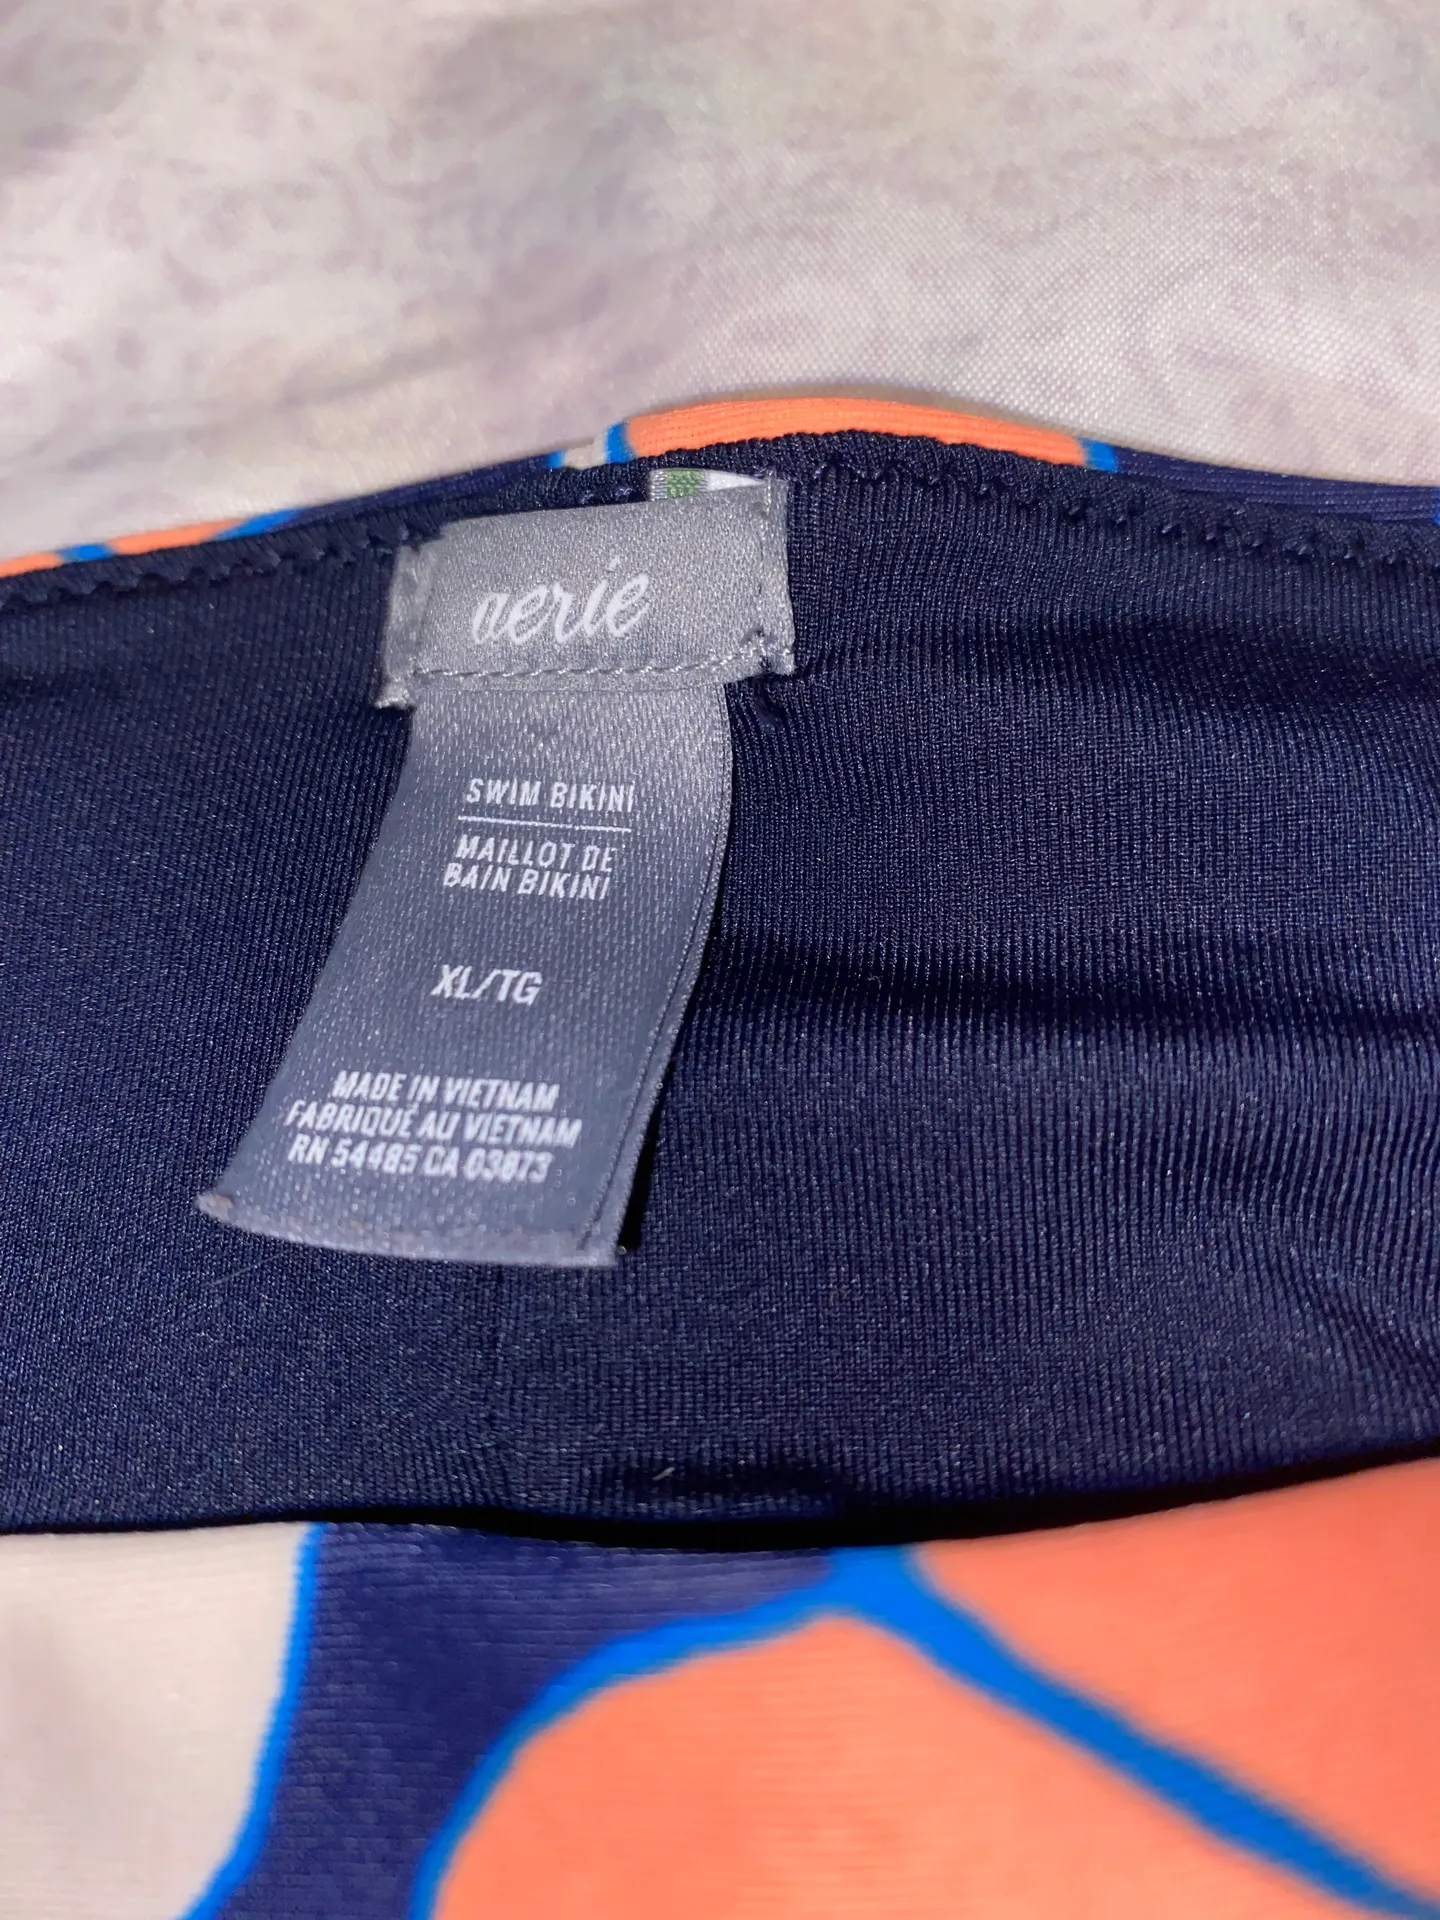 aerie
SWIM BIKINI
MAILLOT DE
BAIN BIKINI
XL/TG
MADE IN VIETNAM
FABRIQUÉ AU VIETNAM
RN 54485 CA 03873